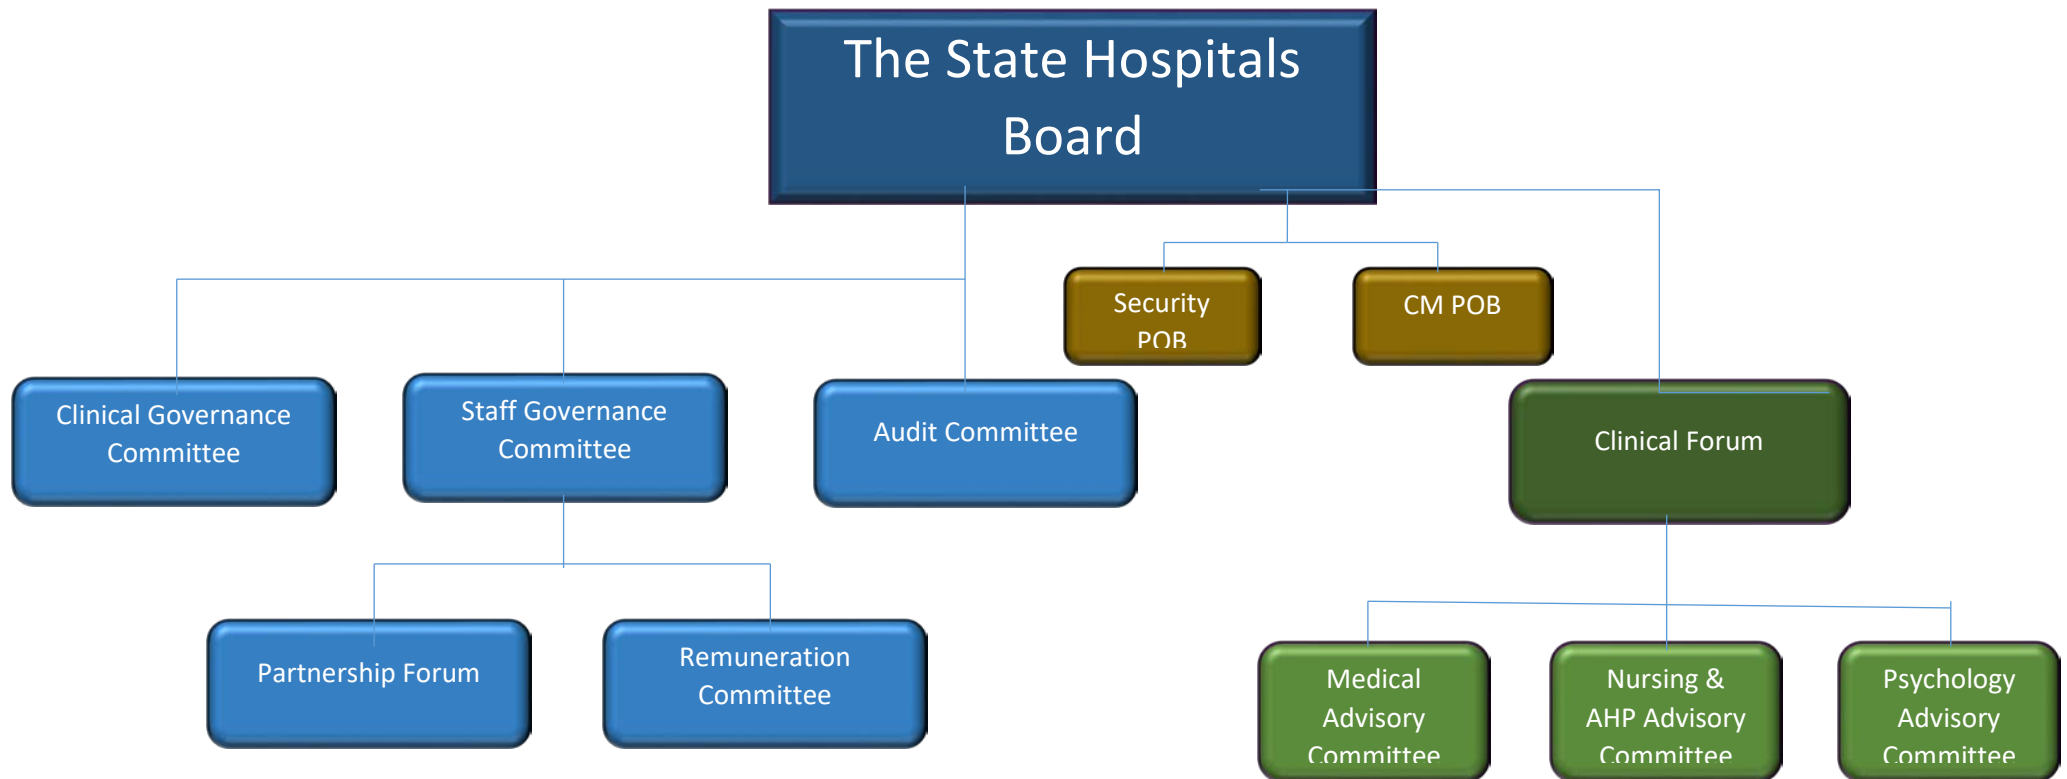 The State Hospitals
Board
Security
POB
CM POB
Clinical Governance
Committee
Staff Governance
Committee
Audit Committee
Clinical Forum
Partnership Forum
Remuneration
Committee
Medical
Advisory
Committee
Nursing &
AHP Advisory
Committee
Psychology
Advisory
Committee